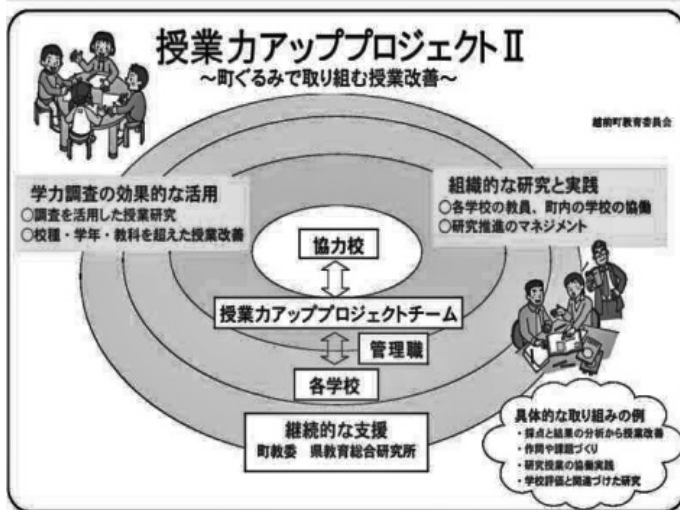 授業力アッププロジェクトⅡ
～町ぐるみで取り組む授業改善～
越前町教育委員会
学力調査の効果的な活用
○調査を活用した授業研究
○校種・学年・教科を超えた授業改善
組織的な研究と実践
○各学校の教員、町内の学校の協働
○研究推進のマネジメント
協力校
授業力アッププロジェクトチーム
管理職
各学校
継続的な支援
町教委 県教育総合研究所
具体的な取り組みの例
・採点と結果の分析から授業改善
・作問や課題づくり
・研究授業の協働実践
・学校評価と関連づけた研究